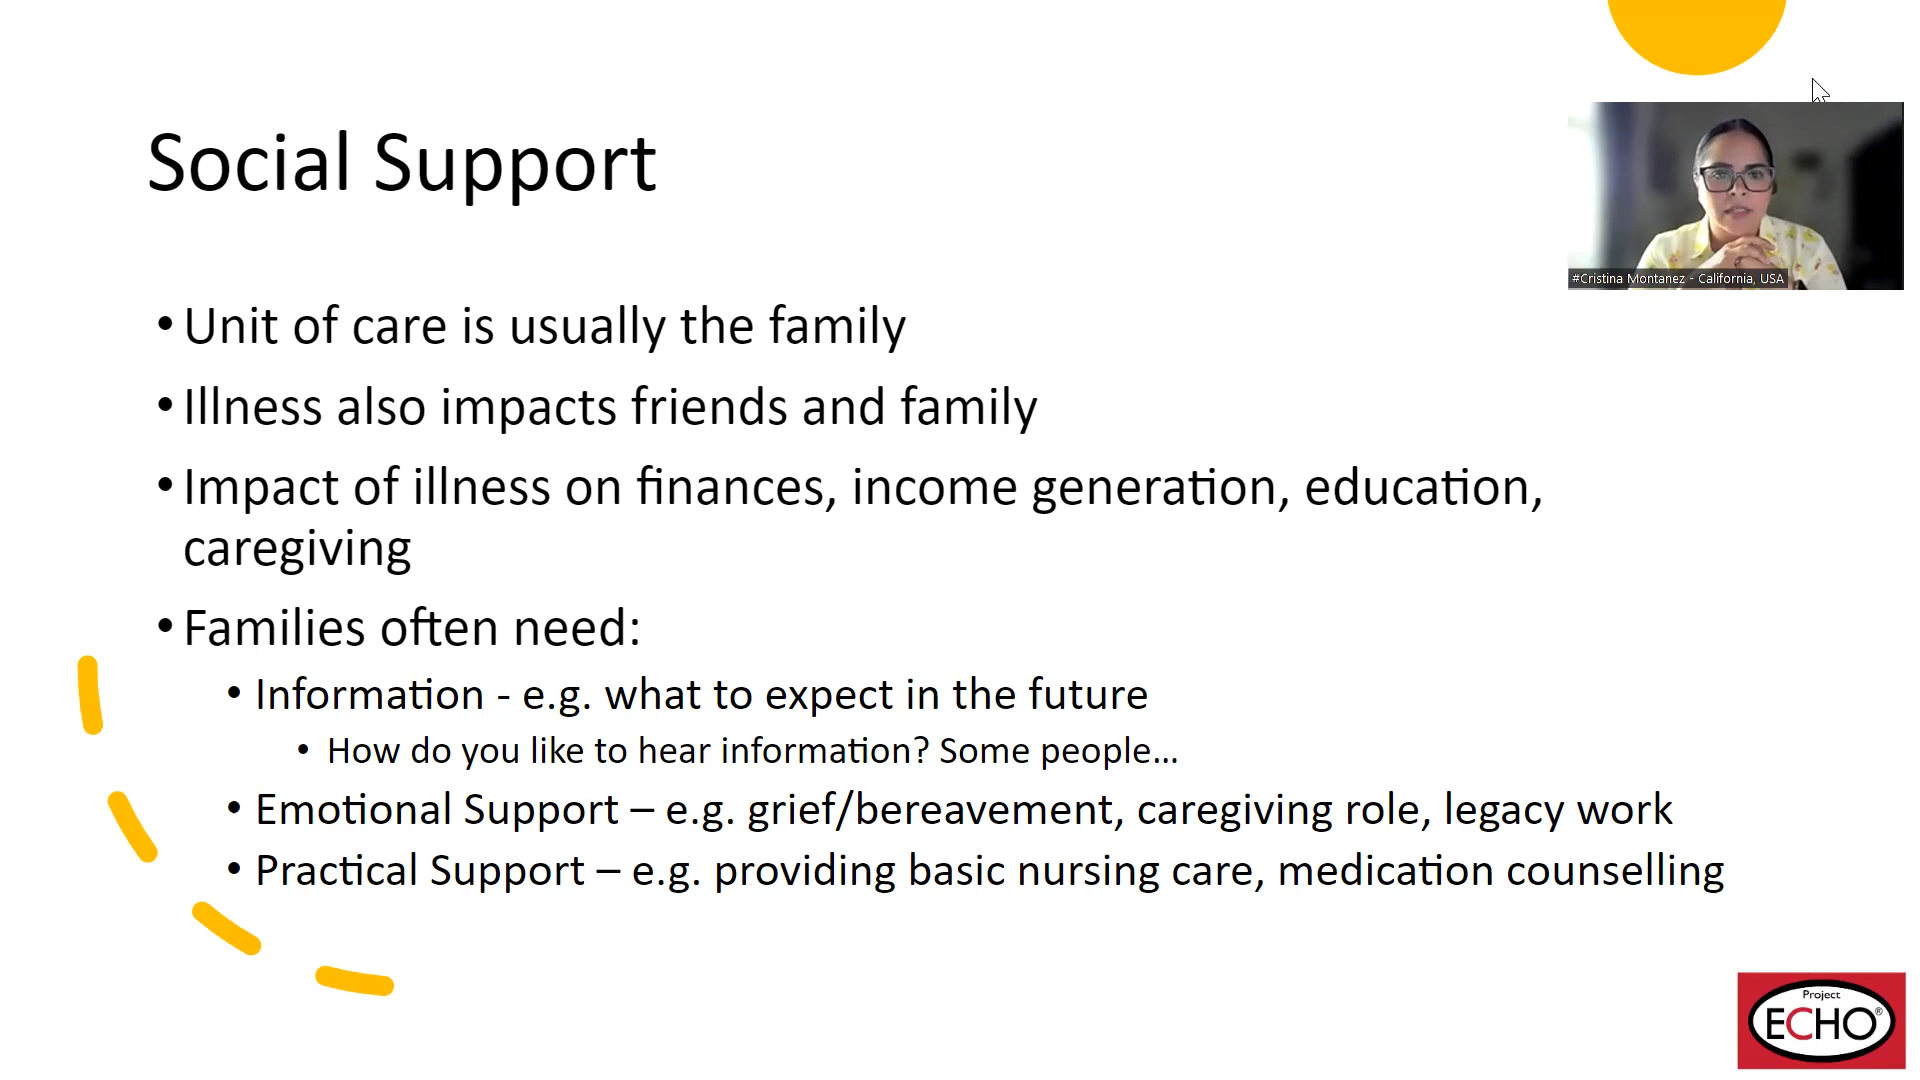 Social Support
#Cristina Montanez - California, USA
• Unit of care is usually the family
• Illness also impacts friends and family
• Impact of illness on finances, income generation, education,
caregiving
• Families often need:
• Information - e.g. what to expect in the future
• How do you like to hear information? Some people...
• Emotional Support – e.g. grief/bereavement, caregiving role, legacy work
• Practical Support – e.g. providing basic nursing care, medication counselling
Project
ECHO®